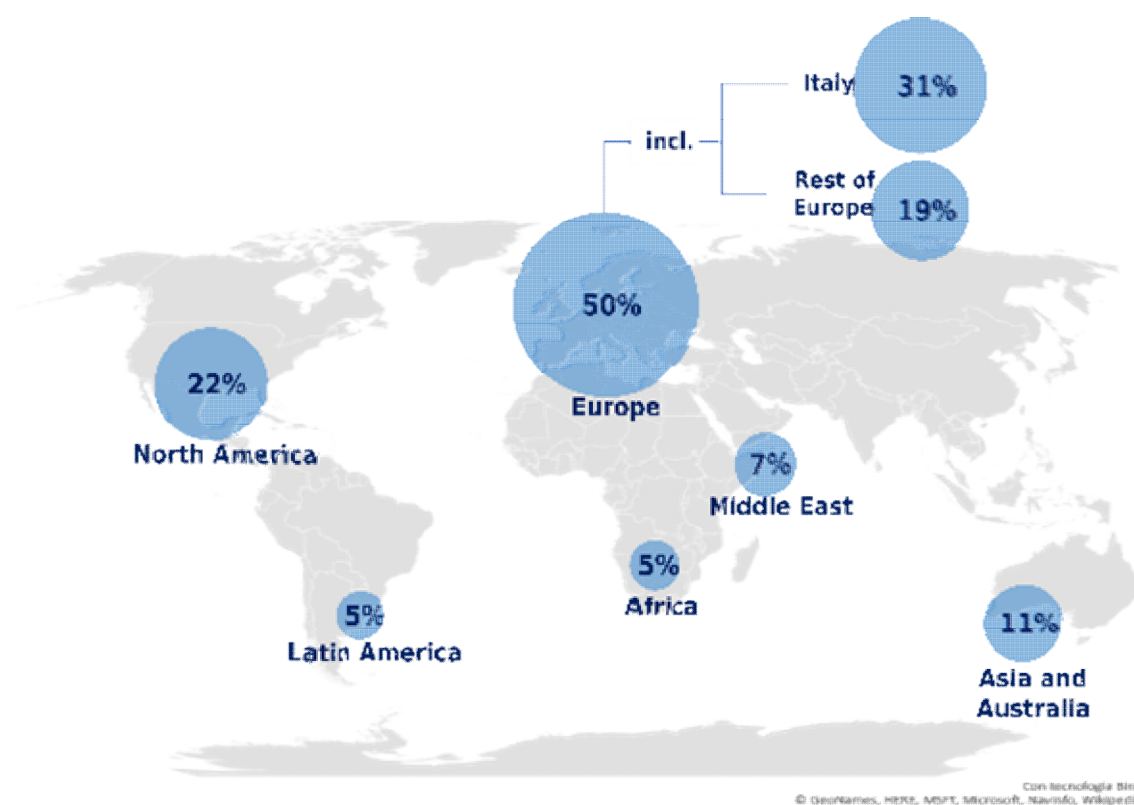 Italy
31%
incl.
Rest of
Europe
19%
50%
Europe
22%
North America
7%
Middle East
5%
Africa
5%
Latin America
11%
Asia and
Australia
Con tecnologia Bin
© GeoNames, HERE, MSFT, Microsoft, Navinfo, Wikipedi